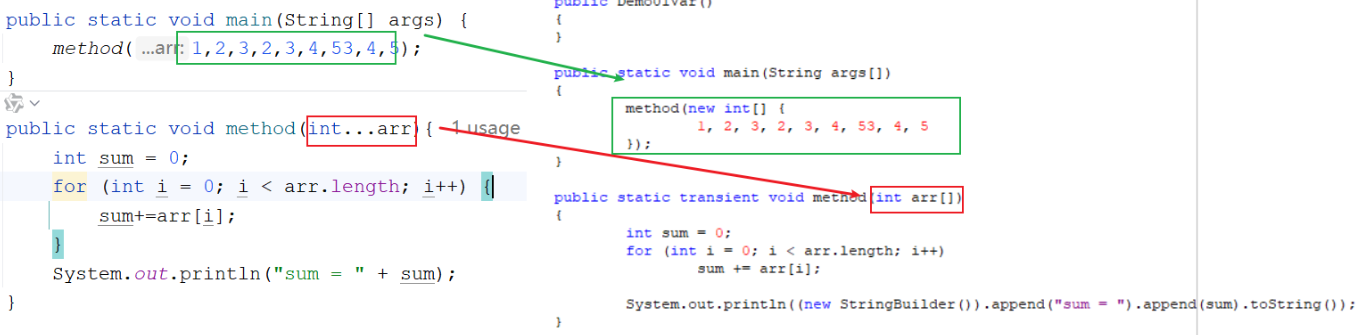 public static void main(String[] args) {
method( ...arr: 1,2,3,2,3,4,53,4,5);
}
public static void method(int...arr){ 1 usage
int sum = 0;
for (int i = 0; i < arr.length; i++) {
sum+=arr[i];
}
System.out.println("sum = " + sum);
}
public Demo01Var()
{
}
public static void main(String args[])
{
method(new int[] {
1, 2, 3, 2, 3, 4, 53, 4, 5
});
}
public static transient void method(int arr[])
{
int sum = 0;
for (int i = 0; i < arr.length; i++)
sum += arr[i];
System.out.println((new StringBuilder()).append("sum = ").append(sum).toString());
}